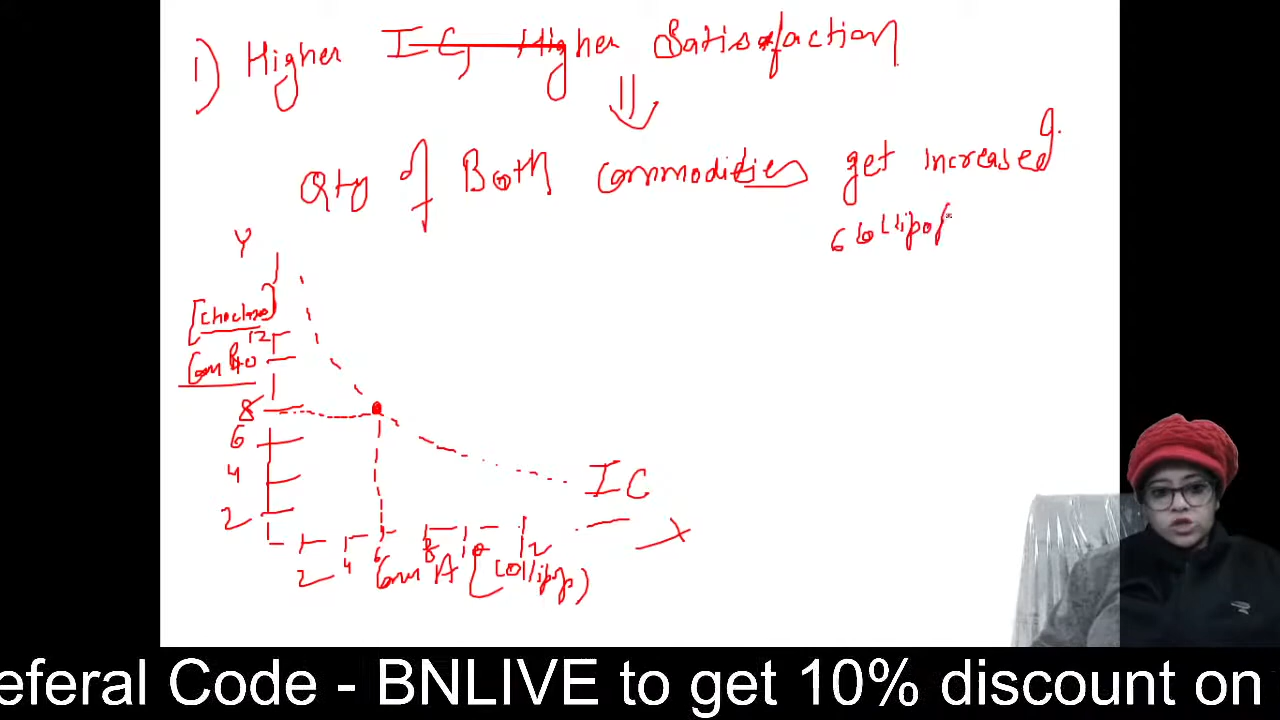 1) Higher IC, Higher Satisfaction
Qty of Both Commodities get increased.
6 Lollipop
Y
[Choclate]
12
Com B 10
8
6
4
2
IC
X
2 4 6 8 10 12
Com A (Lollipop)
eferal Code - BNLIVE to get 10% discount on